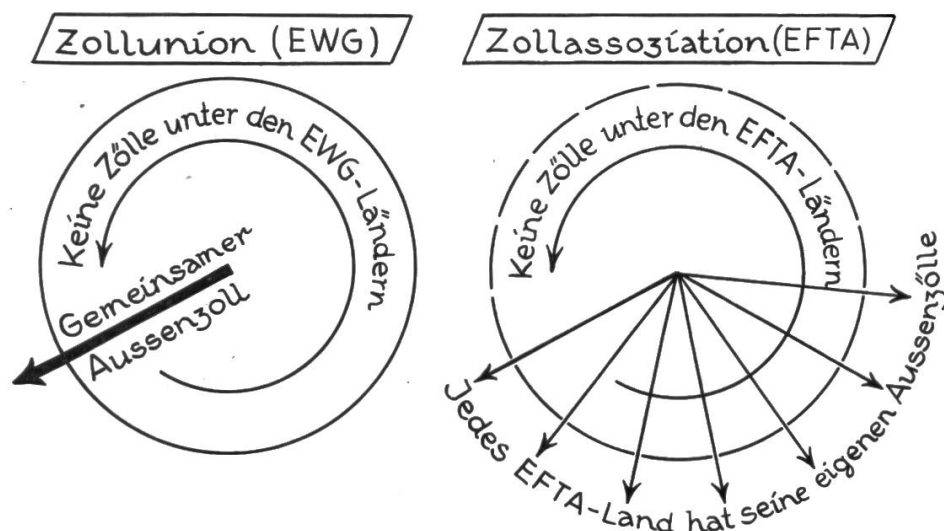 Zollunion (EWG)
Keine Zölle unter den EWG-Ländern
Gemeinsamer
Aussenzoll
Zollassoziation (EFTA)
Keine Zölle unter den EFTA-Ländern
Jedes EFTA-Land hat seine eigenen Aussenzölle